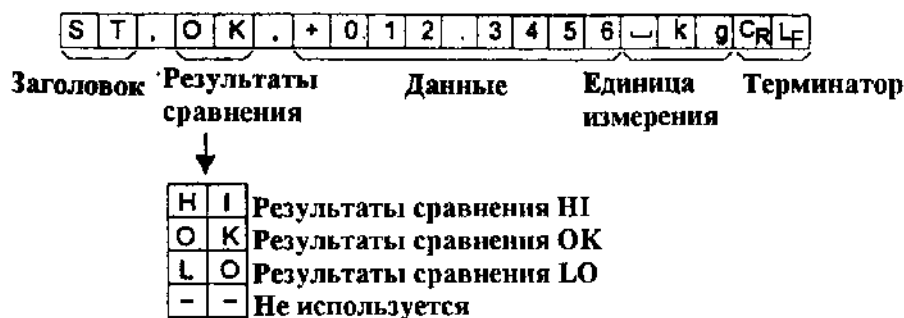 S T . O K . + 0 1 2 . 3 4 5 6 ⎵ k g CR LF
Заголовок Результаты сравнения Данные Единица измерения Терминатор
H I Результаты сравнения HI
O K Результаты сравнения OK
L O Результаты сравнения LO
- - Не используется